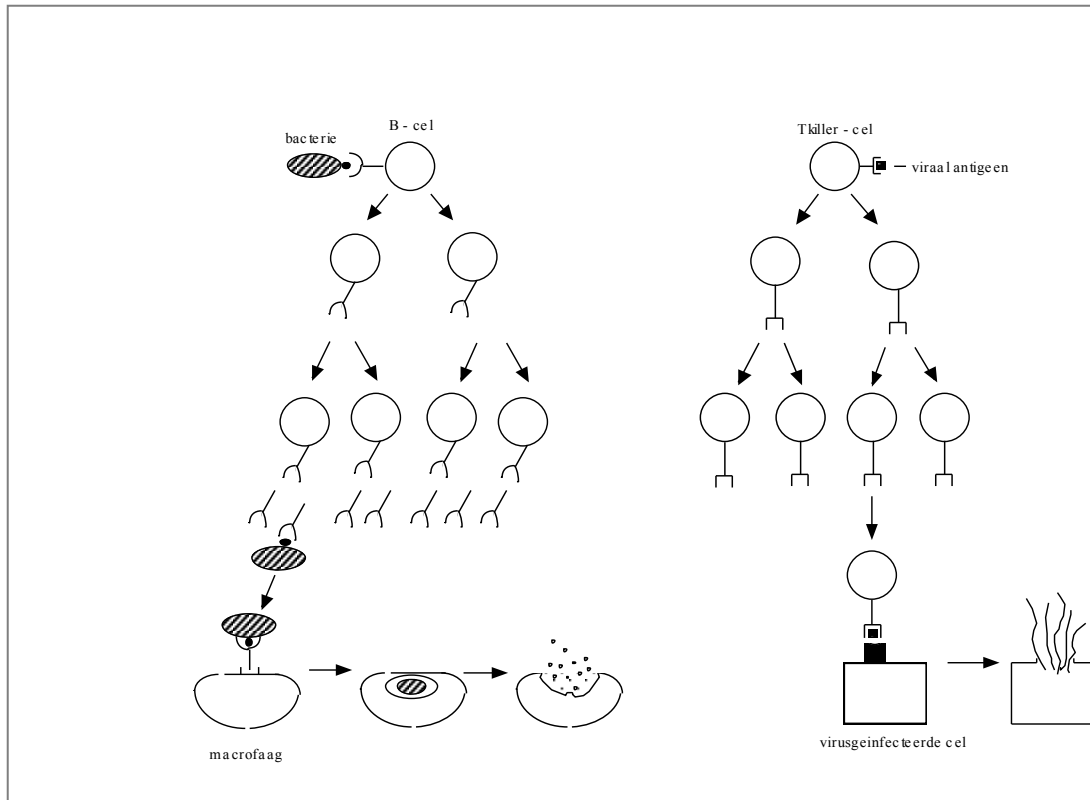 B - cel
bacterie
Tkiller - cel
viraal antigeen
macrofaag
virusgeinfecteerde cel